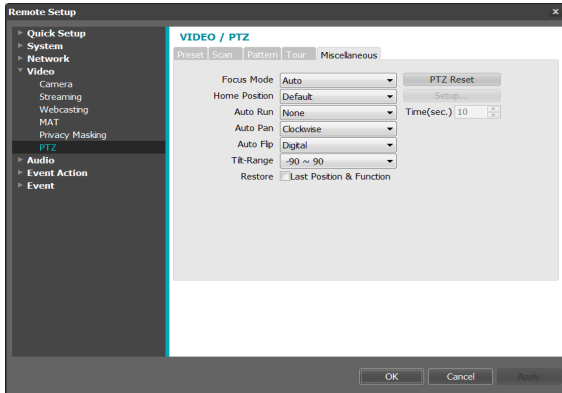 Remote Setup
x
Quick Setup
System
Network
Video
Camera
Streaming
Webcasting
MAT
Privacy Masking
PTZ
Audio
Event Action
Event
VIDEO / PTZ
Preset Scan Pattern Tour Miscellaneous
Focus Mode Auto PTZ Reset
Home Position Default Setup...
Auto Run None Time(sec.) 10
Auto Pan Clockwise
Auto Flip Digital
Tilt-Range -90 ~ 90
Restore Last Position & Function
OK Cancel Apply